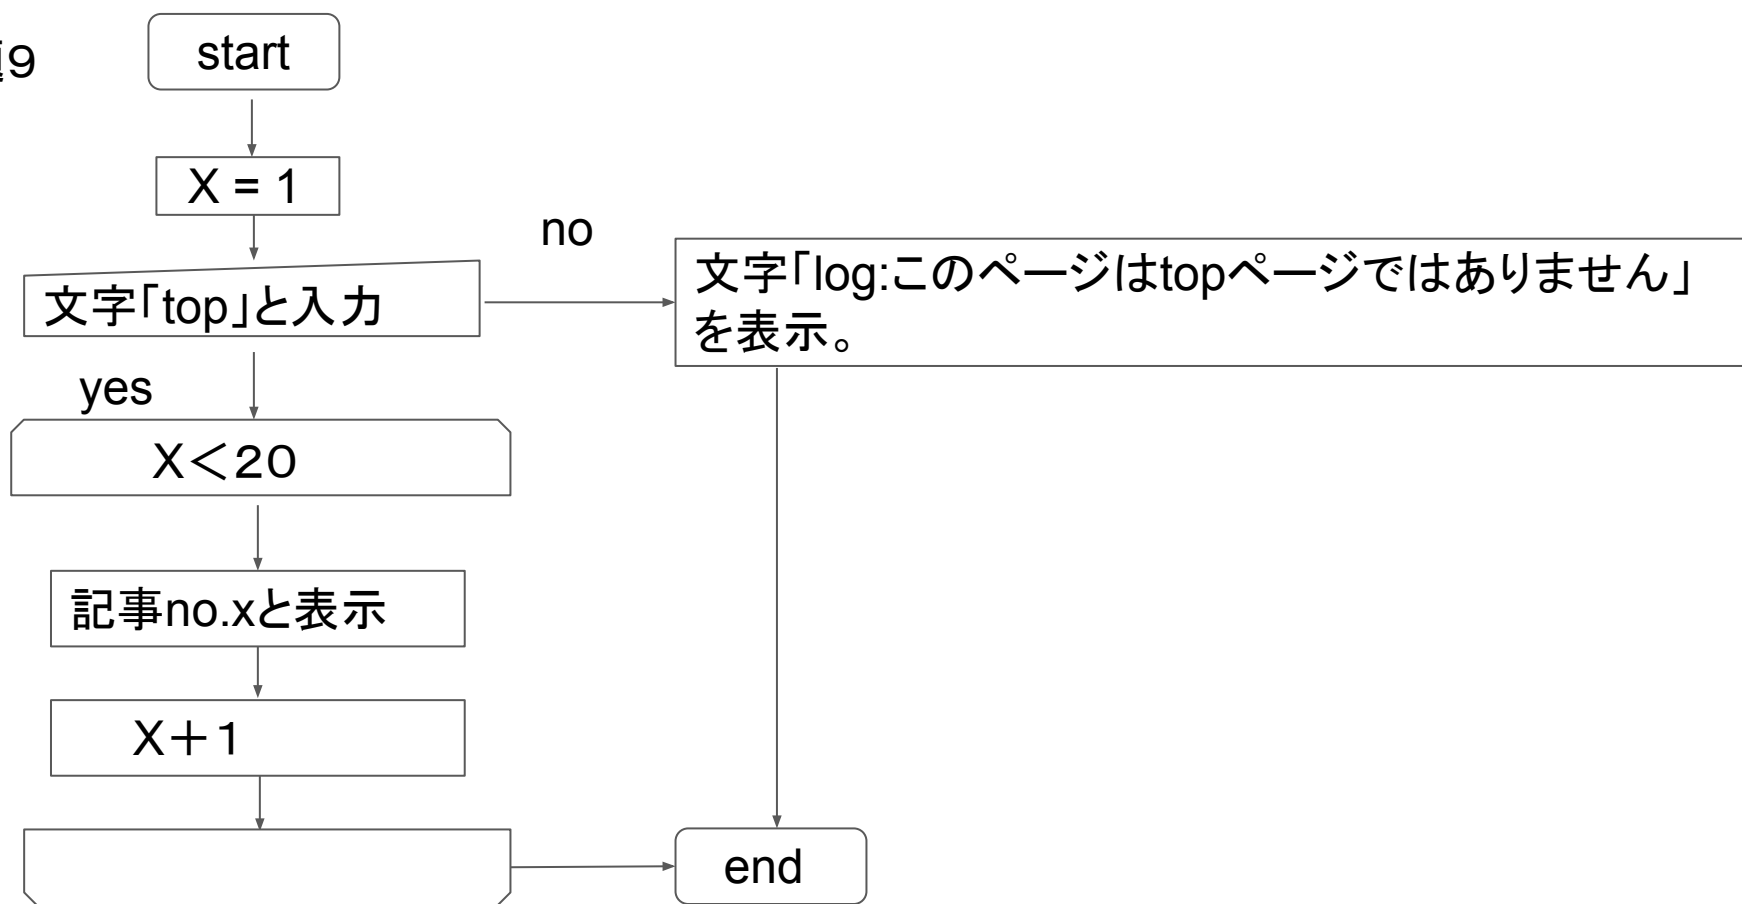 9
start
X = 1
no
文字「log:このページはtopページではありません」
を表示。
文字「top」と入力
yes
X＜２０
記事no.xと表示
X＋１
end